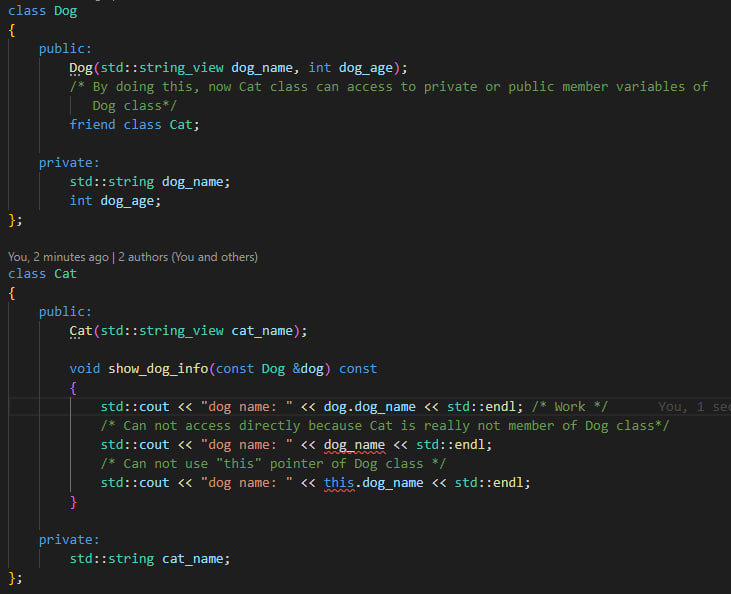 class Dog
{
public:
Dog(std::string_view dog_name, int dog_age);
/* By doing this, now Cat class can access to private or public member variables of
Dog class*/
friend class Cat;
private:
std::string dog_name;
int dog_age;
};
You, 2 minutes ago | 2 authors (You and others)
class Cat
{
public:
Cat(std::string_view cat_name);
void show_dog_info(const Dog &dog) const
{
std::cout << "dog name: " << dog.dog_name << std::endl; /* Work */ You, 1 sec
/* Can not access directly because Cat is really not member of Dog class*/
std::cout << "dog name: " << dog_name << std::endl;
/* Can not use "this" pointer of Dog class */
std::cout << "dog name: " << this.dog_name << std::endl;
}
private:
std::string cat_name;
};